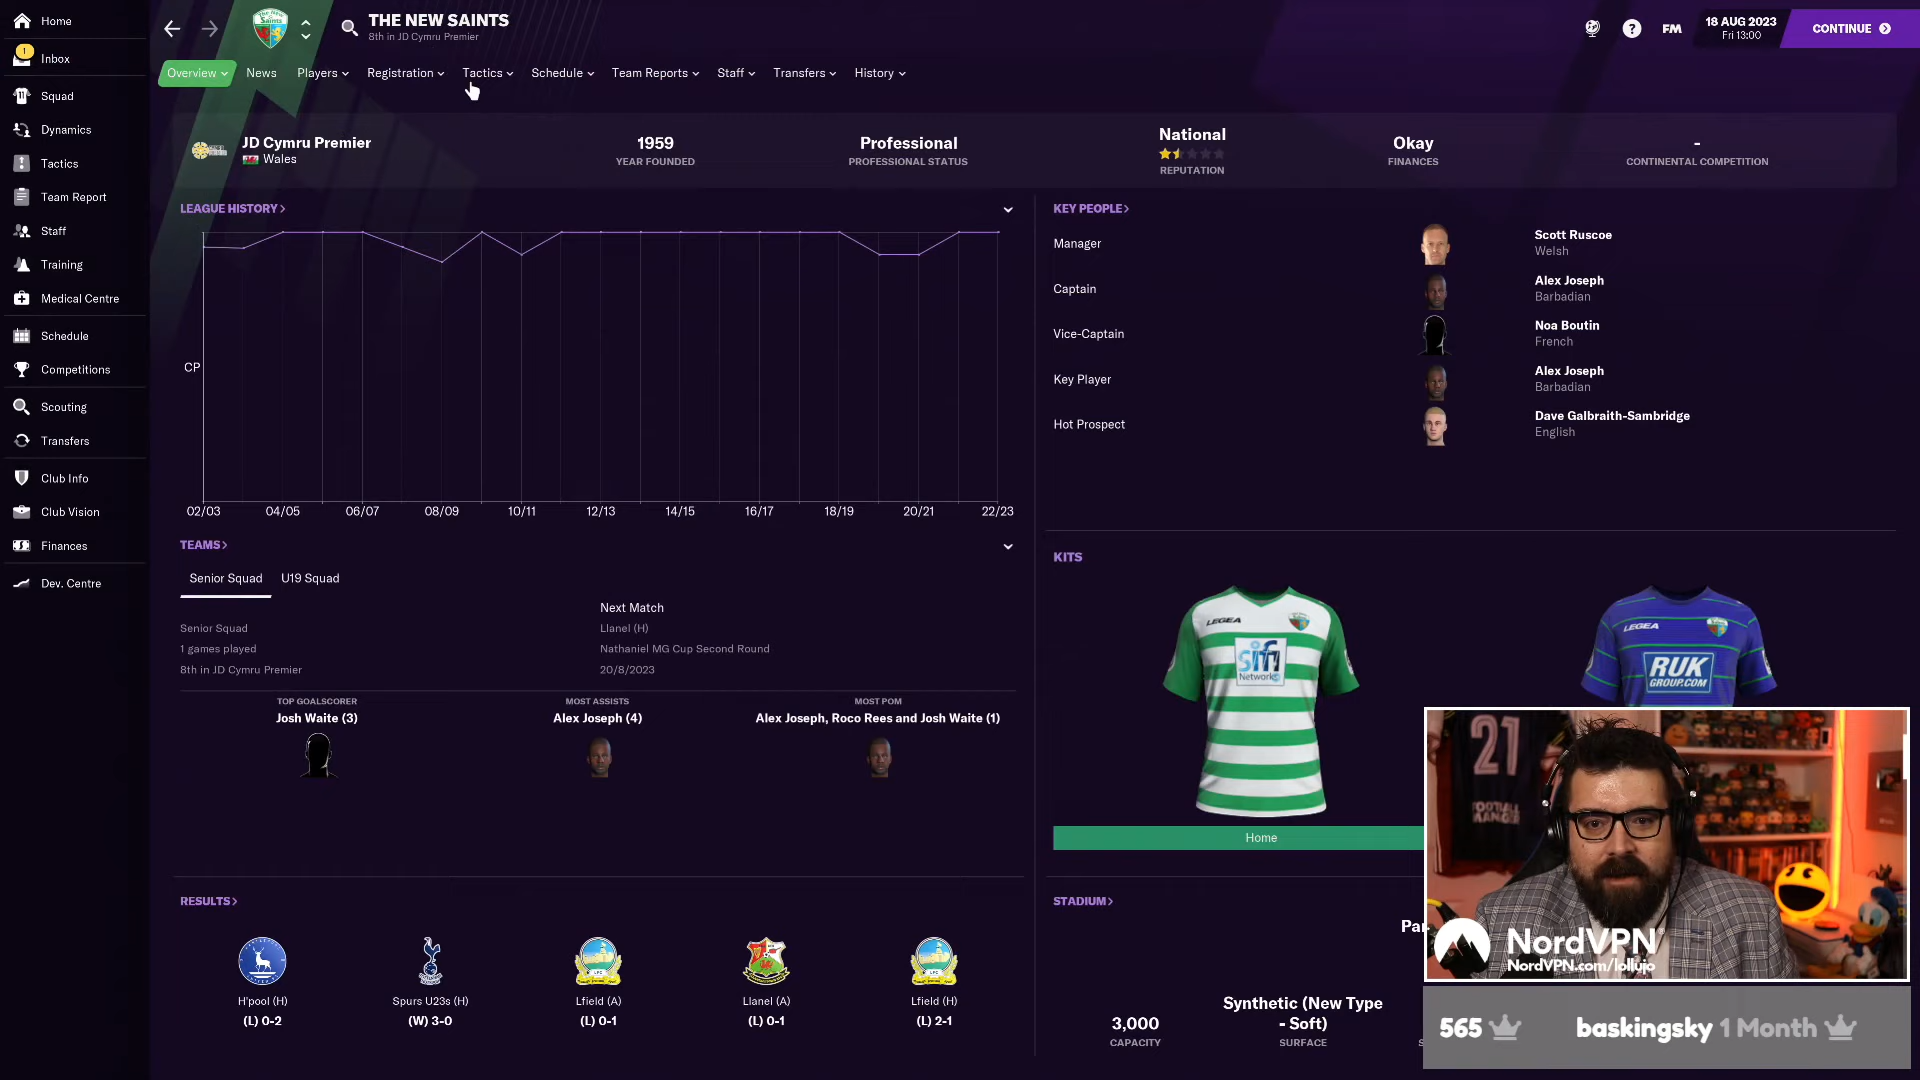 Home
1
Inbox
Squad
Dynamics
Tactics
Team Report
Staff
Training
Medical Centre
Schedule
Competitions
Scouting
Transfers
Club Info
Club Vision
Finances
Dev. Centre
THE NEW SAINTS
8th in JD Cymru Premier
FM
18 AUG 2023
Fri 13:00
CONTINUE
Overview
News
Players
Registration
Tactics
Schedule
Team Reports
Staff
Transfers
History
JD Cymru Premier
Wales
1959
YEAR FOUNDED
Professional
PROFESSIONAL STATUS
National
REPUTATION
Okay
FINANCES
-
CONTINENTAL COMPETITION
LEAGUE HISTORY>
CP
02/03 04/05 06/07 08/09 10/11 12/13 14/15 16/17 18/19 20/21 22/23
KEY PEOPLE>
Manager
Scott Ruscoe
Welsh
Captain
Alex Joseph
Barbadian
Vice-Captain
Noa Boutin
French
Key Player
Alex Joseph
Barbadian
Hot Prospect
Dave Galbraith-Sambridge
English
TEAMS>
Senior Squad U19 Squad
Senior Squad
1 games played
8th in JD Cymru Premier
Next Match
Llanel (H)
Nathaniel MG Cup Second Round
20/8/2023
TOP GOALSCORER
Josh Waite (3)
MOST ASSISTS
Alex Joseph (4)
MOST POM
Alex Joseph, Roco Rees and Josh Waite (1)
KITS
LEGEA
sifi
Networks
LEGEA
RUK
GROUP.COM
Home
RESULTS>
H'pool (H)
(L) 0-2
Spurs U23s (H)
(W) 3-0
Lfield (A)
(L) 0-1
Llanel (A)
(L) 0-1
Lfield (H)
(L) 2-1
STADIUM>
Par
3,000
CAPACITY
Synthetic (New Type
- Soft)
SURFACE
S
21
FOOTBALL
MANGER
NordVPN
NordVPN.com/lollujo
565
baskingsky 1 Month